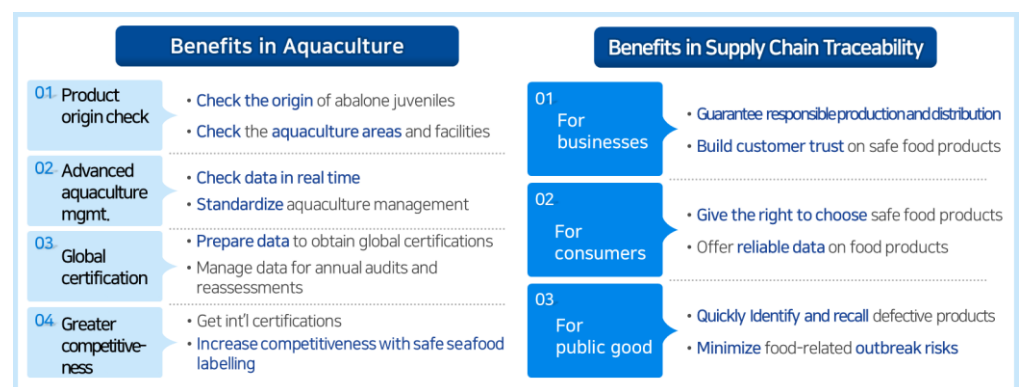 Benefits in Aquaculture
01 Product
origin check
• Check the origin of abalone juveniles
• Check the aquaculture areas and facilities
02 Advanced
aquaculture
mgmt.
• Check data in real time
• Standardize aquaculture management
03 Global
certification
• Prepare data to obtain global certifications
• Manage data for annual audits and
reassessments
04 Greater
competitive-
ness
• Get int'l certifications
• Increase competitiveness with safe seafood
labelling
Benefits in Supply Chain Traceability
01
For
businesses
• Guarantee responsible production and distribution
• Build customer trust on safe food products
02
For
consumers
• Give the right to choose safe food products
• Offer reliable data on food products
03
For
public good
• Quickly Identify and recall defective products
• Minimize food-related outbreak risks